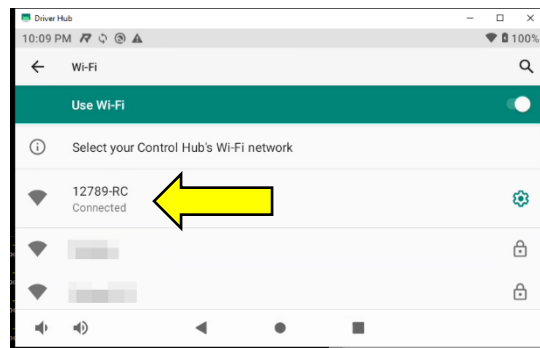 Driver Hub
10:09 PM
100%
Wi-Fi
Use Wi-Fi
Select your Control Hub's Wi-Fi network
12789-RC
Connected